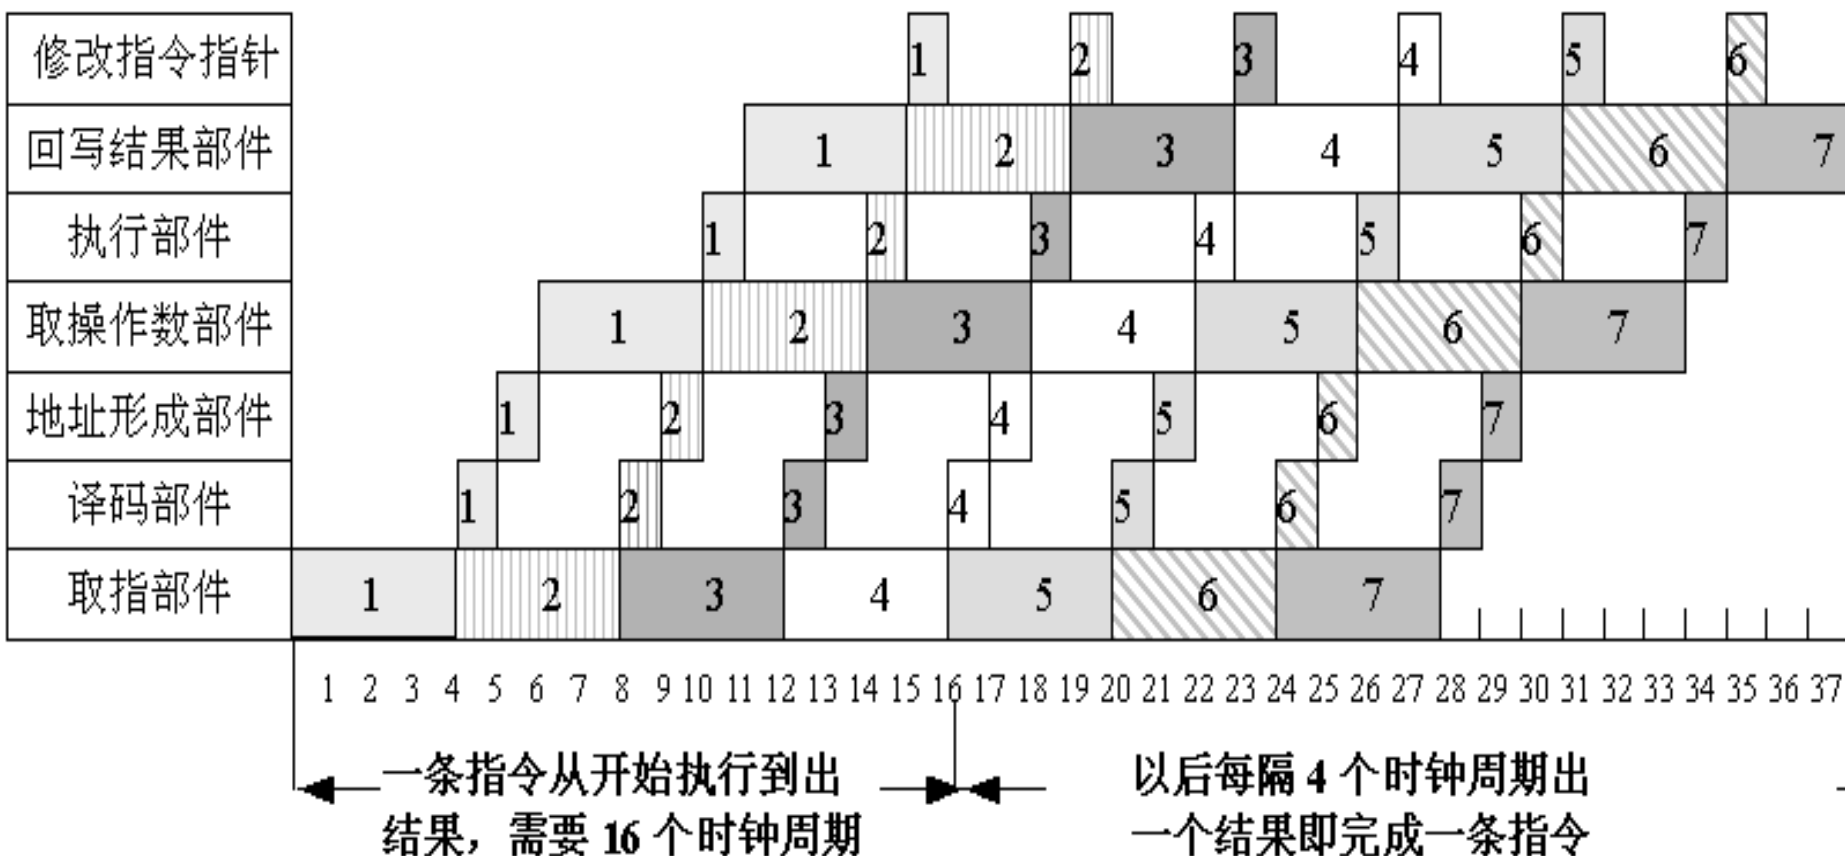 修改指令指针 1 2 3 4 5 6
回写结果部件 1 2 3 4 5 6 7
执行部件 1 2 3 4 5 6 7
取操作数部件 1 2 3 4 5 6 7
地址形成部件 1 2 3 4 5 6 7
译码部件 1 2 3 4 5 6 7
取指部件 1 2 3 4 5 6 7
1 2 3 4 5 6 7 8 9 10 11 12 13 14 15 16 17 18 19 20 21 22 23 24 25 26 27 28 29 30 31 32 33 34 35 36 37
一条指令从开始执行到出
结果，需要 16 个时钟周期
以后每隔 4 个时钟周期出
一个结果即完成一条指令